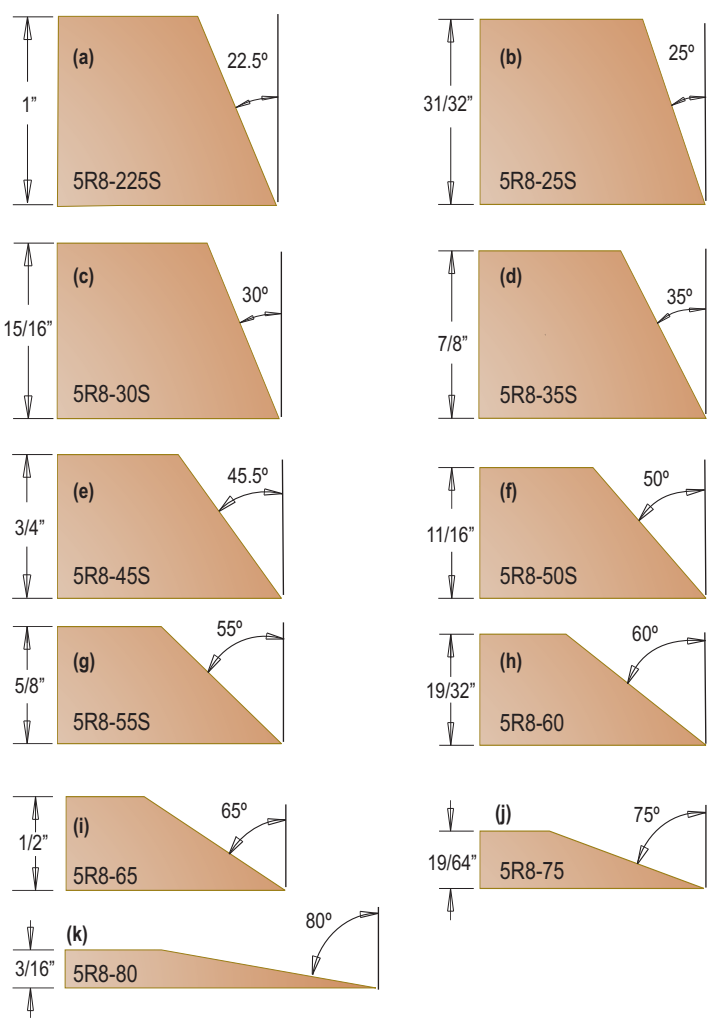 (a)
22.5º
1”
5R8-225S
(b)
25º
31/32”
5R8-25S
(c)
30º
15/16”
5R8-30S
(d)
35º
7/8”
5R8-35S
(e)
45.5º
3/4”
5R8-45S
(f)
50º
11/16”
5R8-50S
(g)
55º
5/8”
5R8-55S
(h)
60º
19/32”
5R8-60
(i)
65º
1/2”
5R8-65
(j)
75º
19/64”
5R8-75
(k)
80º
3/16”
5R8-80